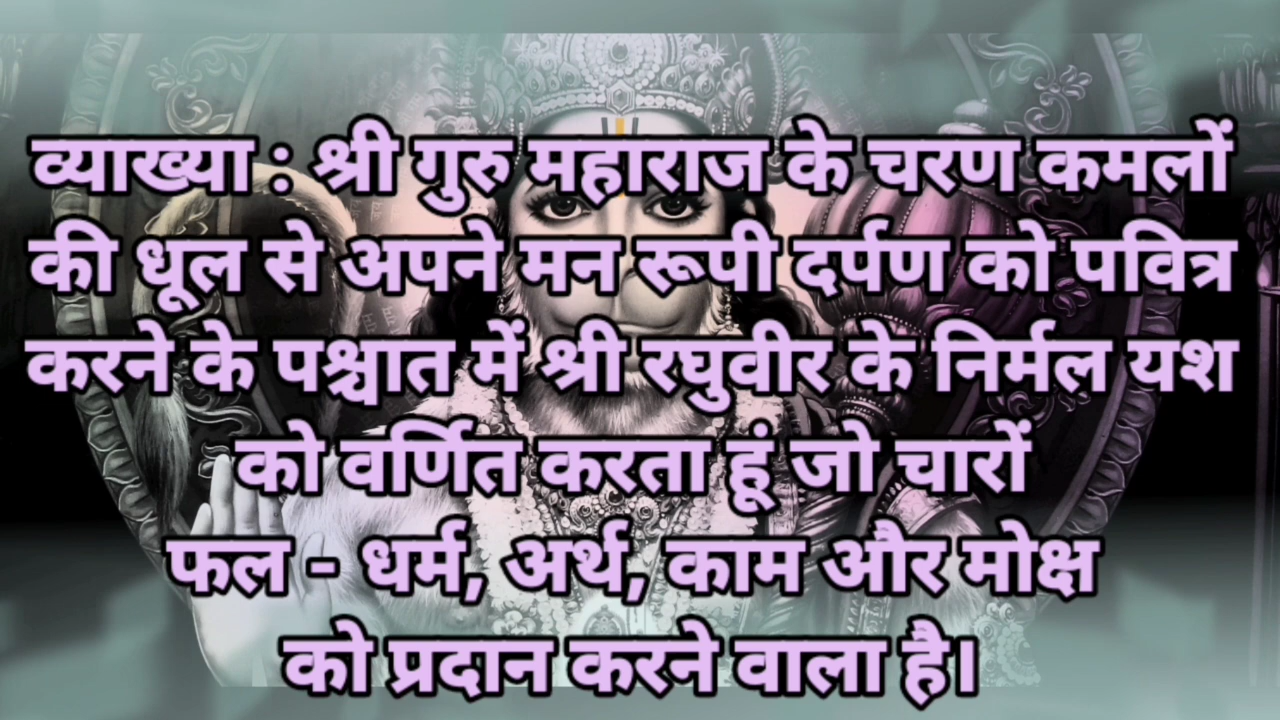 व्याख्या : श्री गुरु महाराज के चरण कमलों
की धूल से अपने मन रूपी दर्पण को पवित्र
करने के पश्चात में श्री रघुवीर के निर्मल यश
को वर्णित करता हूं जो चारों
फल - धर्म, अर्थ, काम और मोक्ष
को प्रदान करने वाला है।